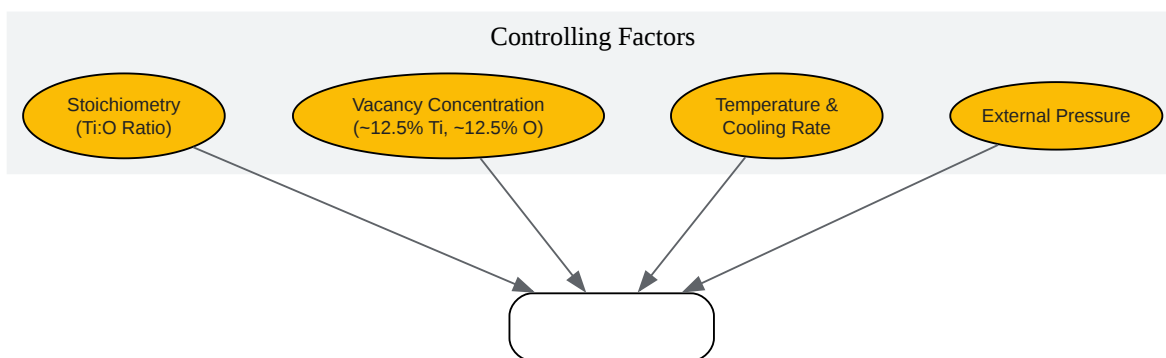 Controlling Factors
Stoichiometry
(Ti:O Ratio)
Vacancy Concentration
(~12.5% Ti, ~12.5% O)
Temperature &
Cooling Rate
External Pressure